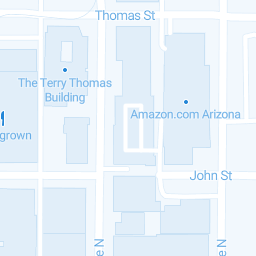 Thomas St
The Terry Thomas
Building
Amazon.com Arizona
grown
John St
e N
e N